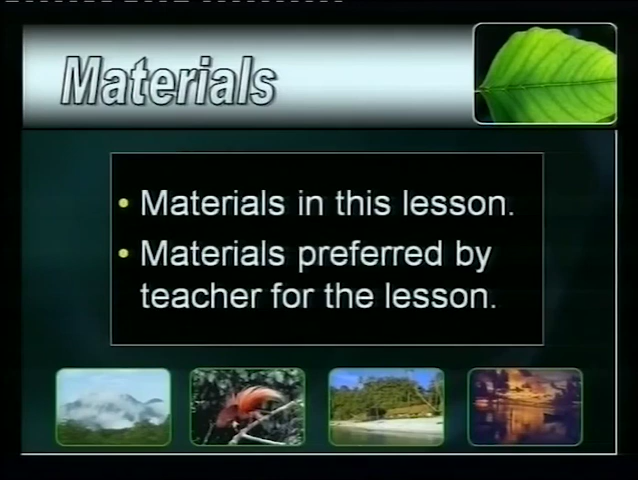 Materials
• Materials in this lesson.
• Materials preferred by
teacher for the lesson.